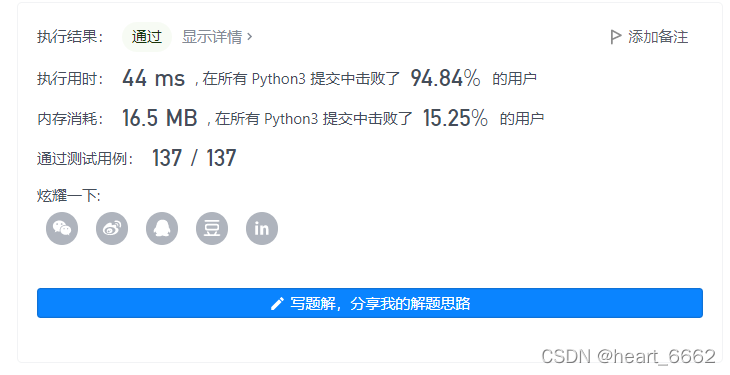 执行结果： 通过 显示详情 › 添加备注
执行用时： 44 ms , 在所有 Python3 提交中击败了 94.84% 的用户
内存消耗： 16.5 MB , 在所有 Python3 提交中击败了 15.25% 的用户
通过测试用例： 137 / 137
炫耀一下:
豆 in
写题解，分享我的解题思路
CSDN @heart_6662